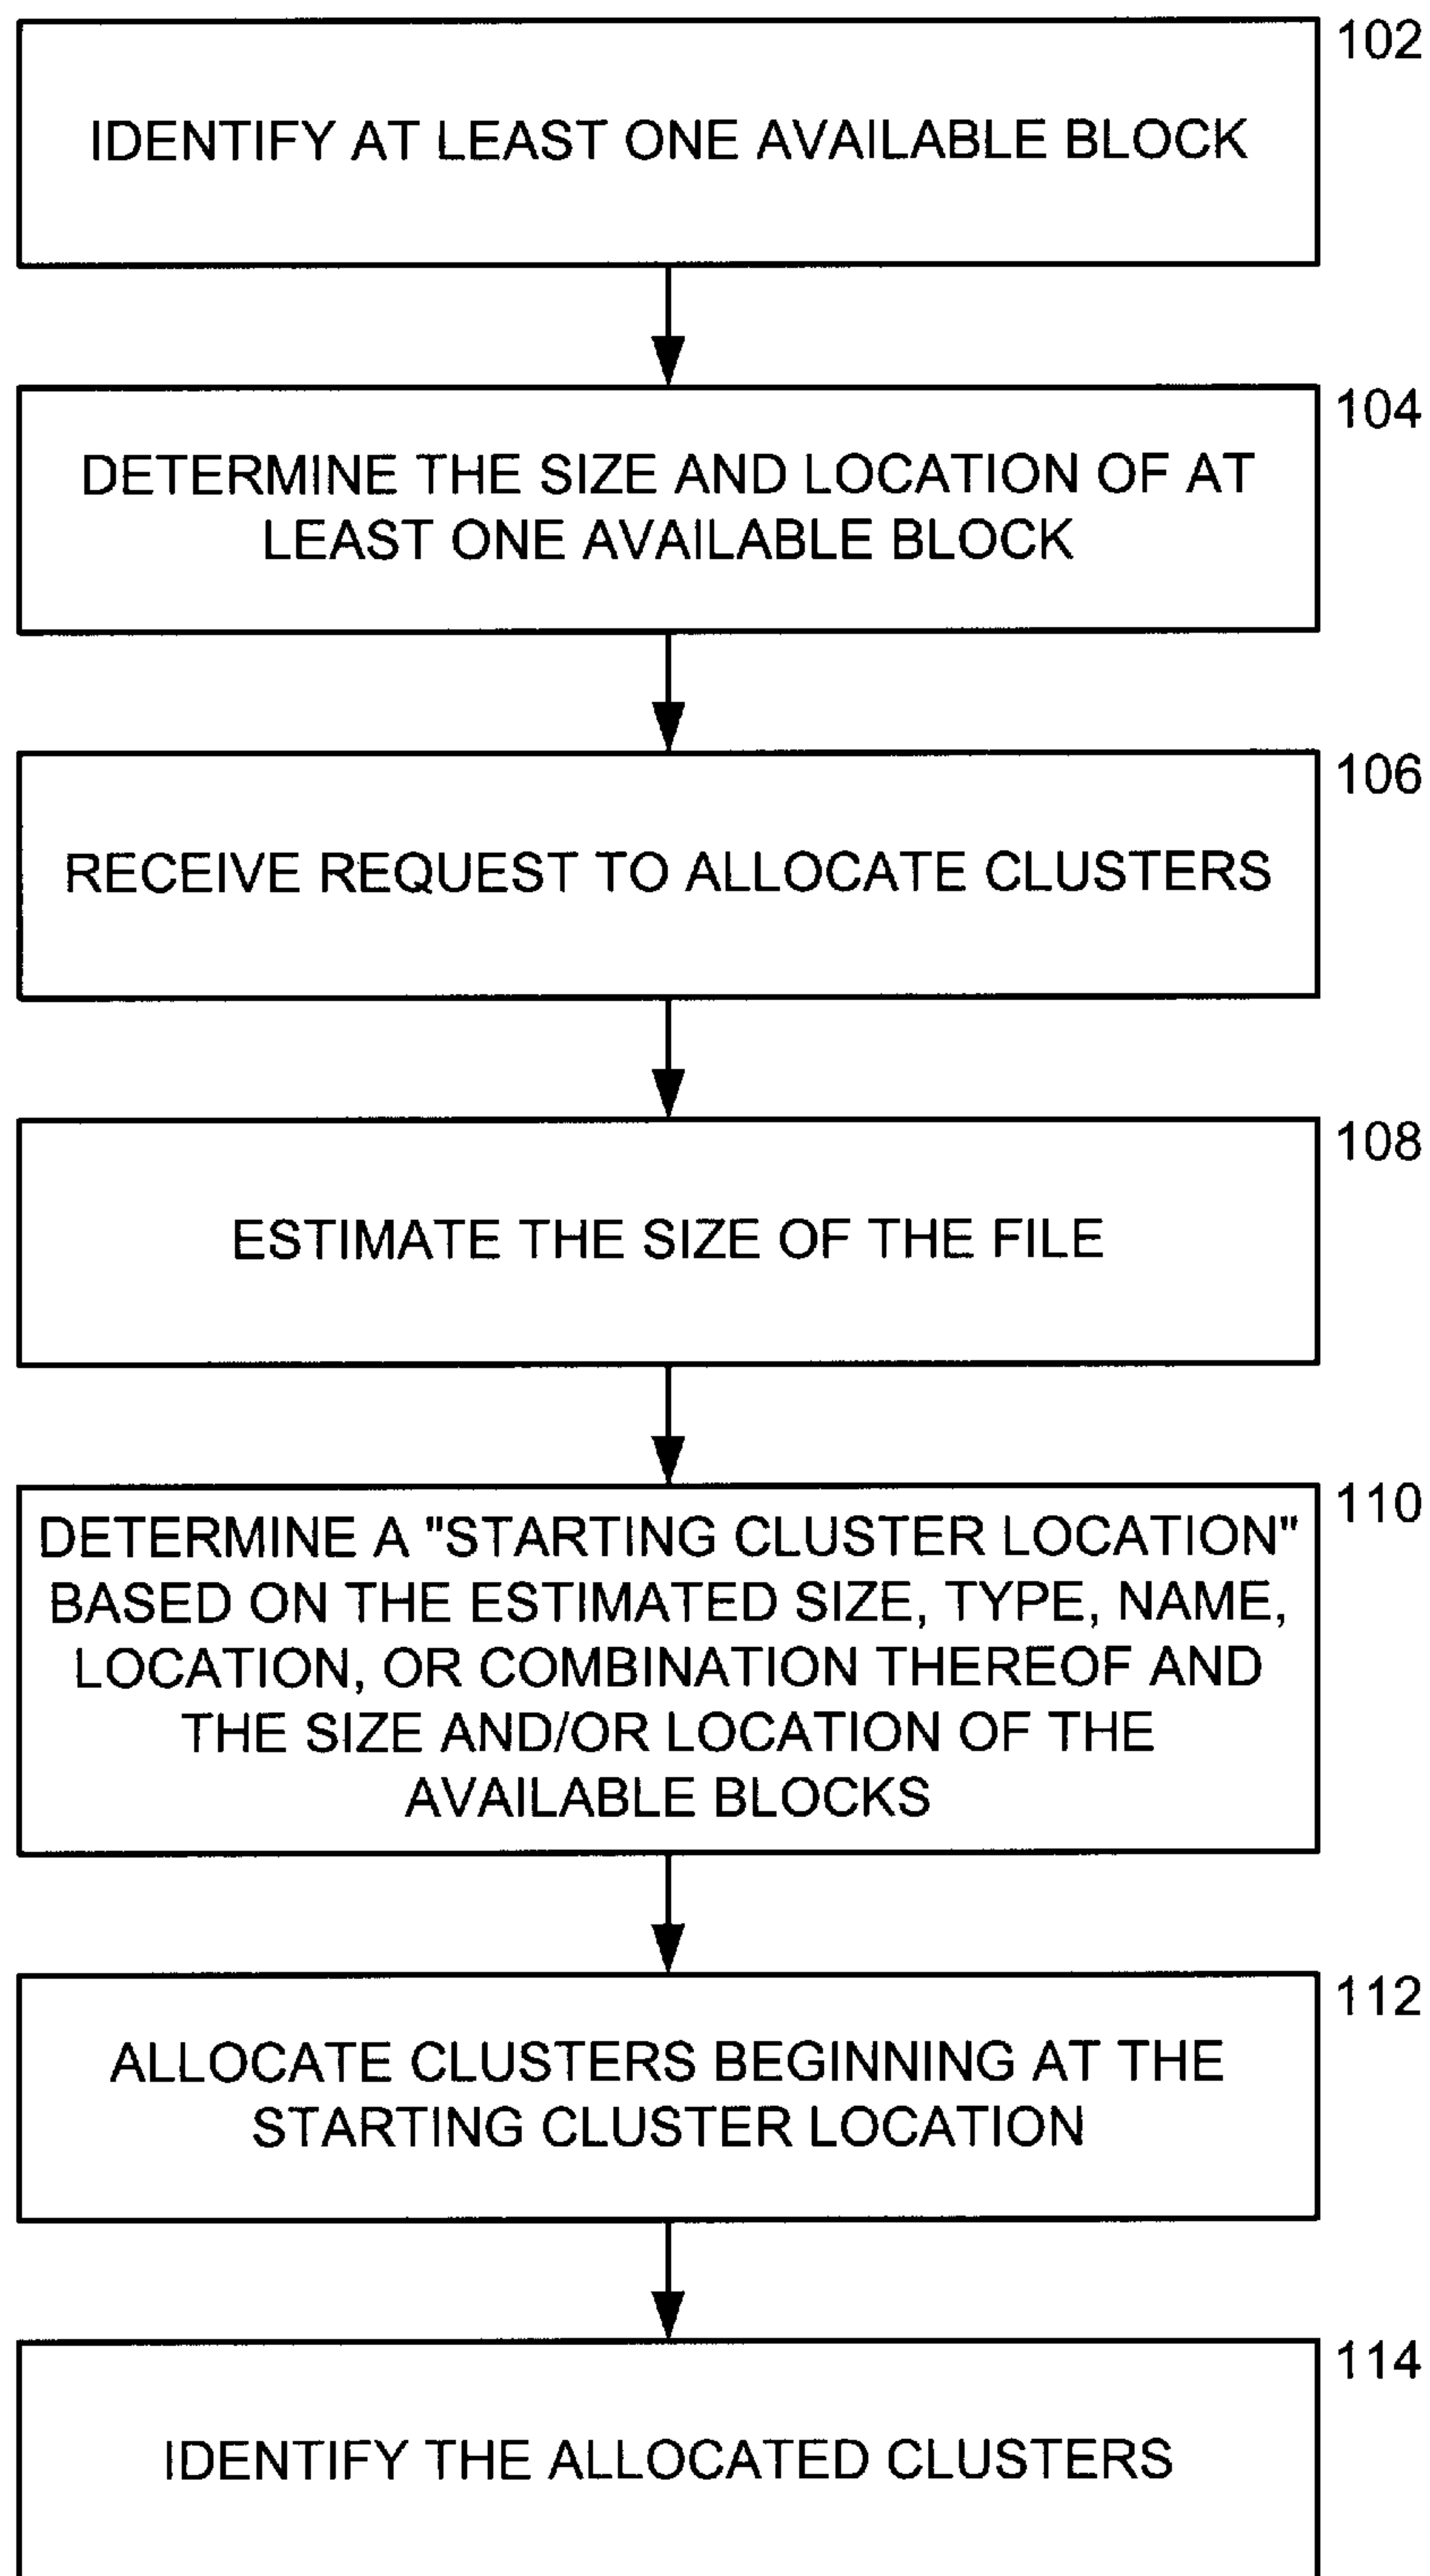 102
IDENTIFY AT LEAST ONE AVAILABLE BLOCK
104
DETERMINE THE SIZE AND LOCATION OF AT
LEAST ONE AVAILABLE BLOCK
106
RECEIVE REQUEST TO ALLOCATE CLUSTERS
108
ESTIMATE THE SIZE OF THE FILE
110
DETERMINE A "STARTING CLUSTER LOCATION"
BASED ON THE ESTIMATED SIZE, TYPE, NAME,
LOCATION, OR COMBINATION THEREOF AND
THE SIZE AND/OR LOCATION OF THE
AVAILABLE BLOCKS
112
ALLOCATE CLUSTERS BEGINNING AT THE
STARTING CLUSTER LOCATION
114
IDENTIFY THE ALLOCATED CLUSTERS